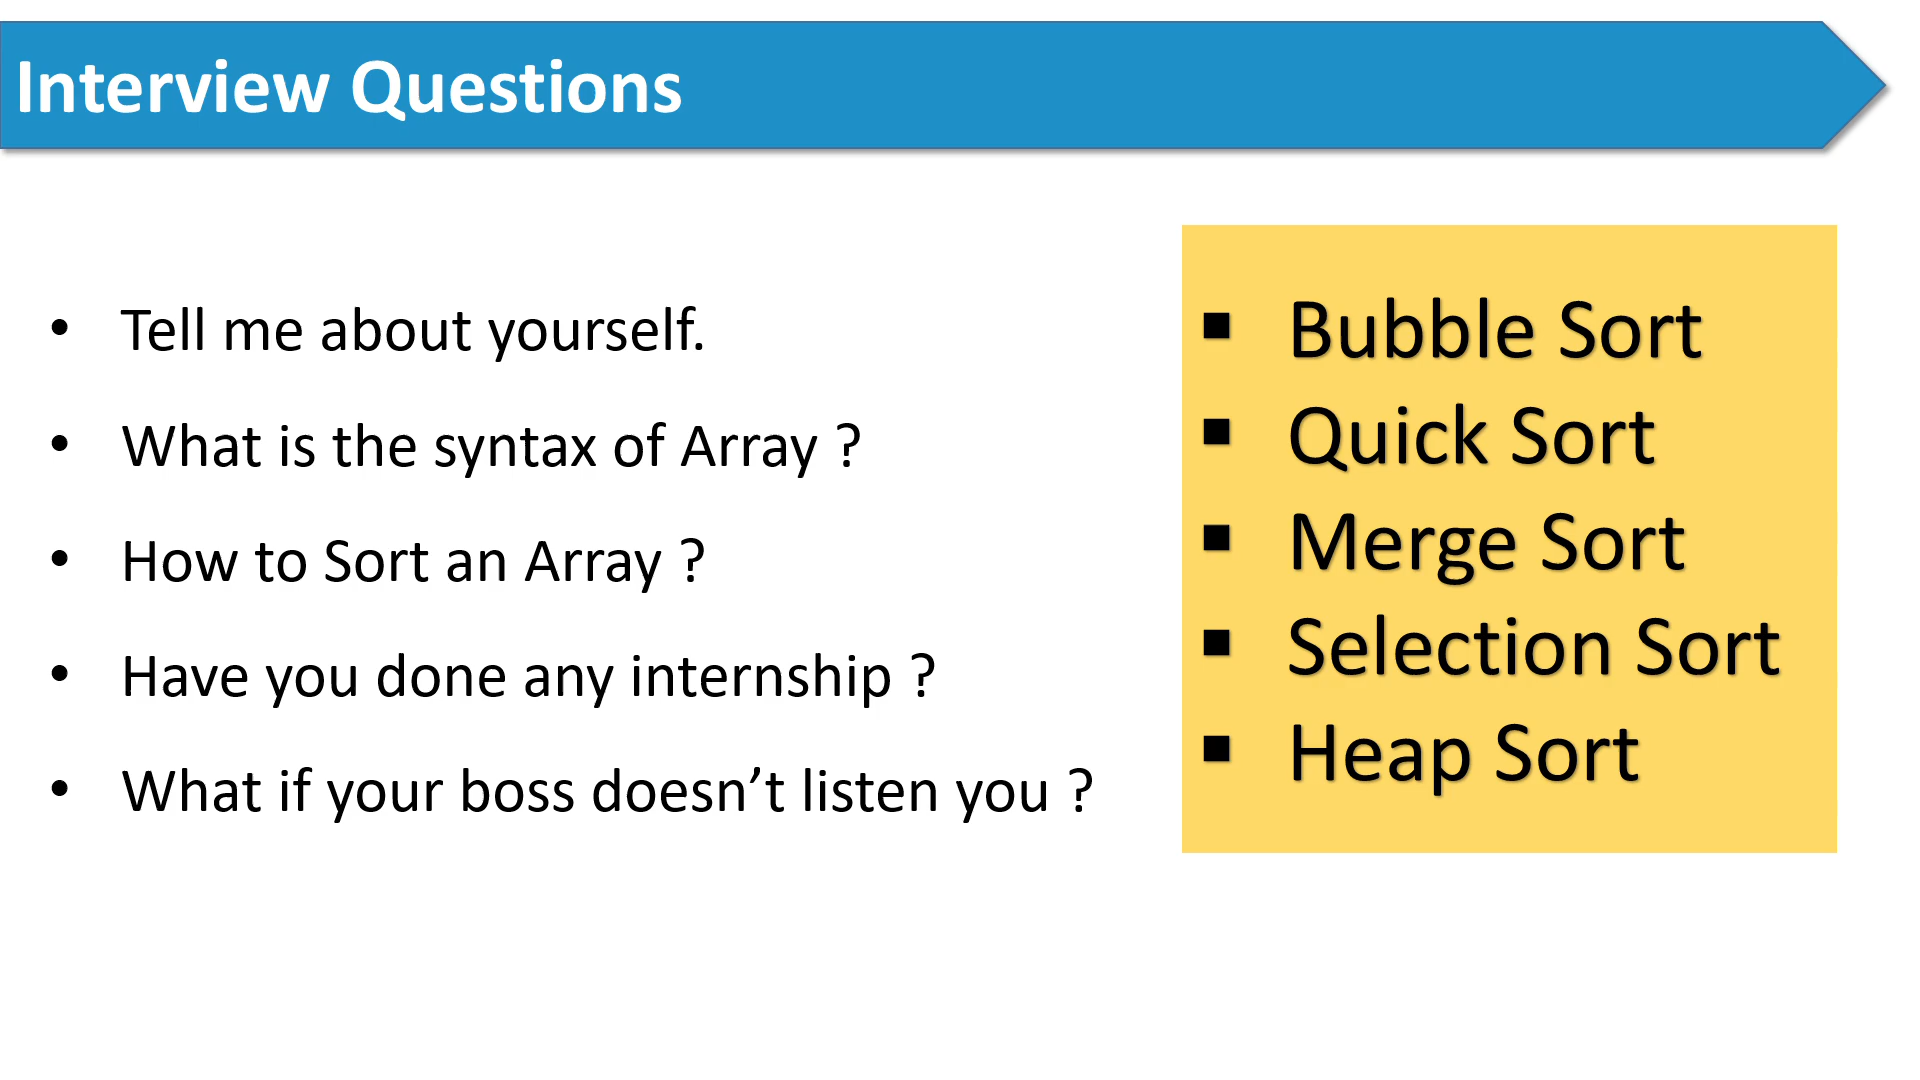 Interview Questions
• Tell me about yourself.
• What is the syntax of Array ?
• How to Sort an Array ?
• Have you done any internship ?
• What if your boss doesn’t listen you ?
▪ Bubble Sort
▪ Quick Sort
▪ Merge Sort
▪ Selection Sort
▪ Heap Sort